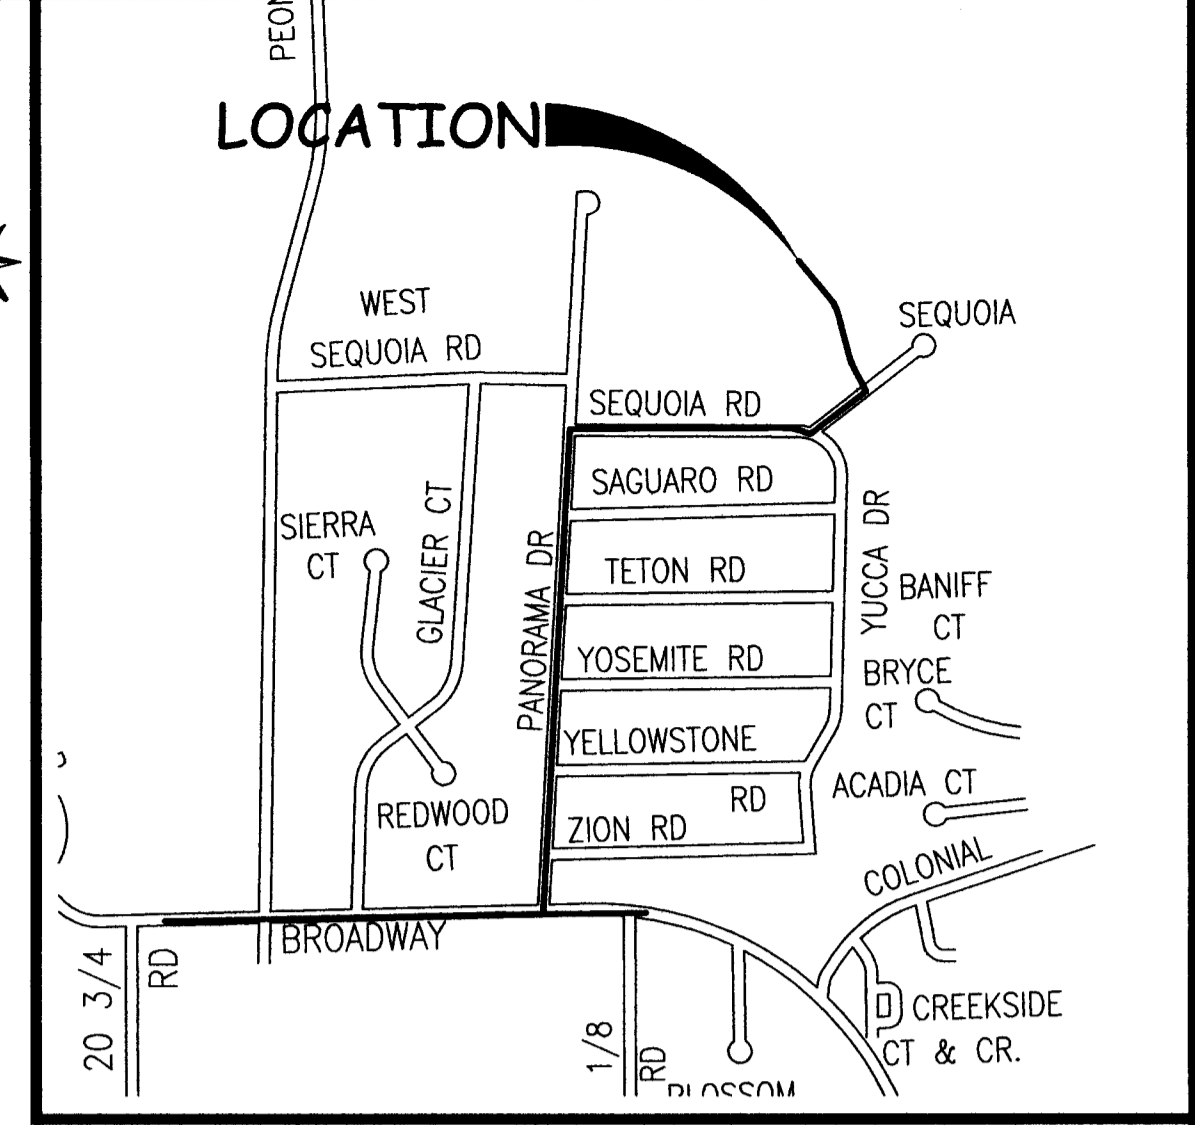 LOCATION
WEST
SEQUOIA RD
SEQUOIA
SEQUOIA RD
SAGUARO RD
SIERRA
CT
GLACIER CT
PANORAMA DR
TETON RD
YUCCA DR
BANIFF
CT
YOSEMITE RD
BRYCE
CT
YELLOWSTONE
RD
ACADIA CT
REDWOOD
CT
ZION RD
COLONIAL
BROADWAY
20 3/4
RD
1/8
RD
CREEKSIDE
CT & CR.
BLOSSOM